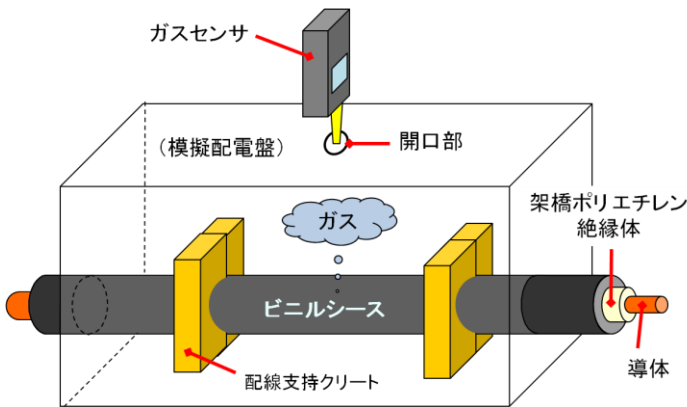 ガスセンサ
（模擬配電盤）
開口部
ガス
架橋ポリエチレン
絶縁体
ビニルシース
配線支持クリート
導体